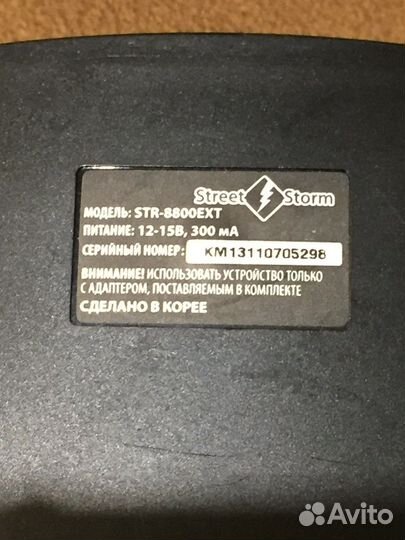 Street Storm
МОДЕЛЬ: STR-8800EXT
ПИТАНИЕ: 12-15В, 300 мА
СЕРИЙНЫЙ НОМЕР: KM13110705298
ВНИМАНИЕ! ИСПОЛЬЗОВАТЬ УСТРОЙСТВО ТОЛЬКО
С АДАПТЕРОМ, ПОСТАВЛЯЕМЫМ В КОМПЛЕКТЕ
СДЕЛАНО В КОРЕЕ
Avito